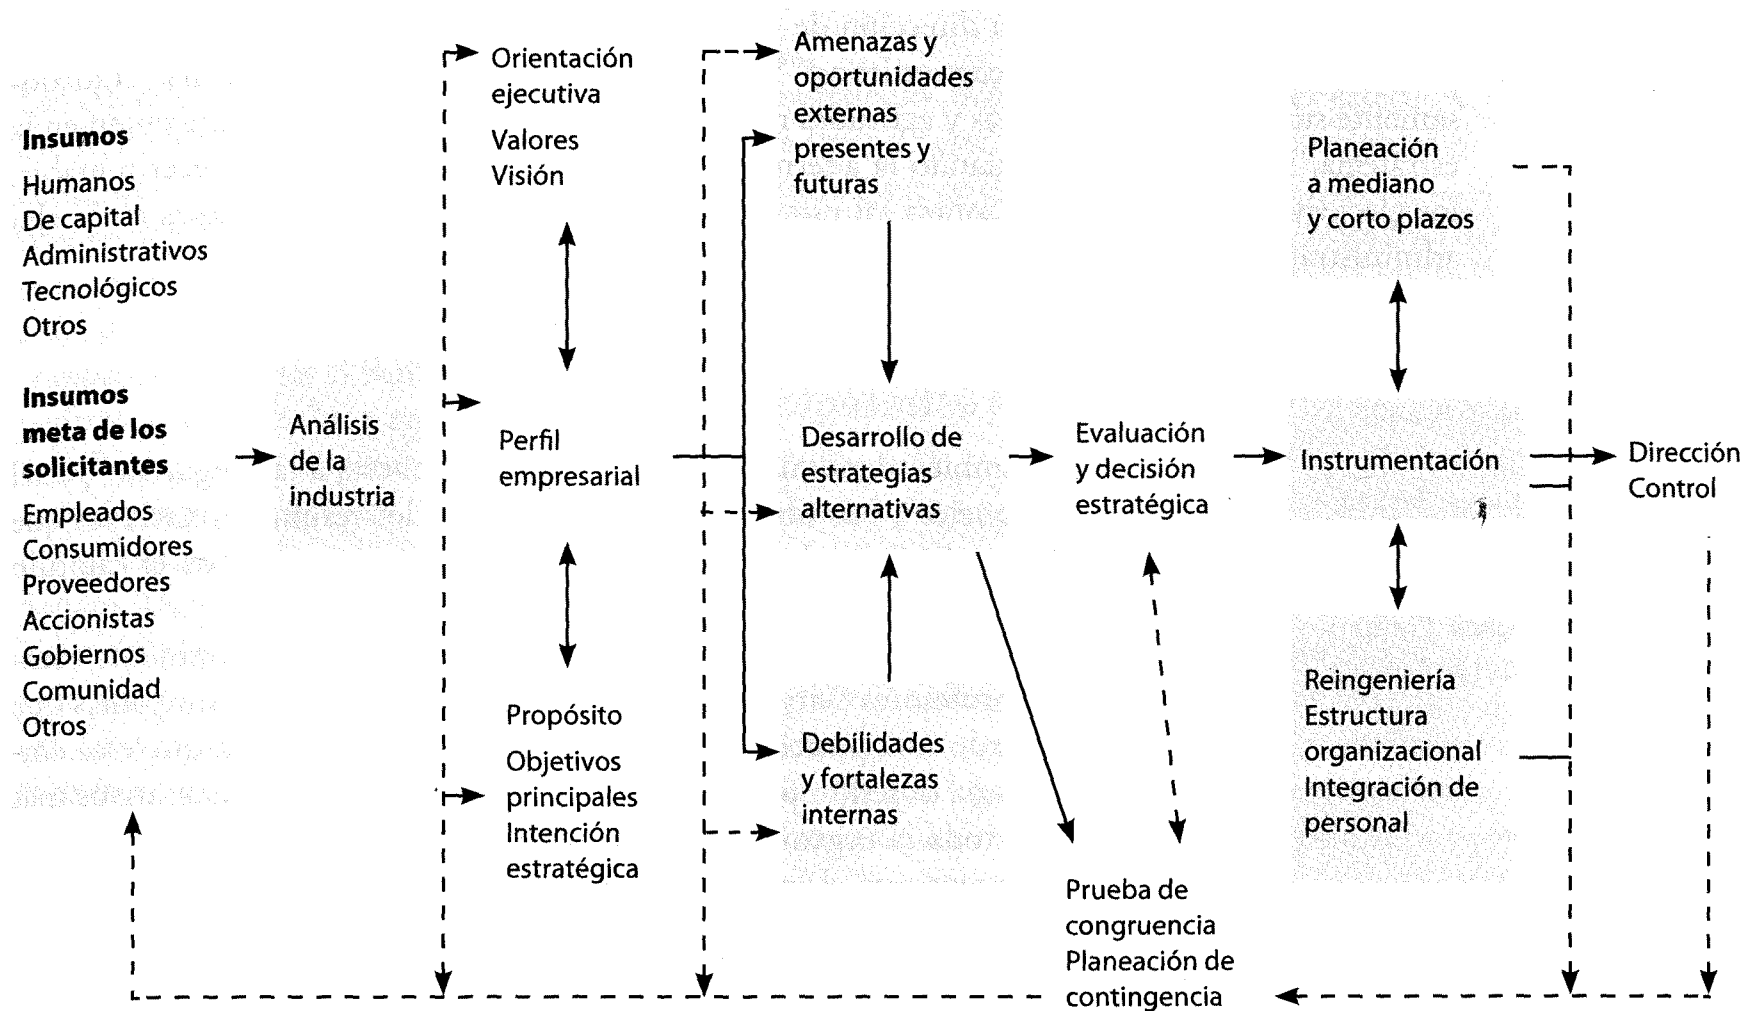 Insumos
Humanos
De capital
Administrativos
Tecnológicos
Otros
Insumos
meta de los
solicitantes
Empleados
Consumidores
Proveedores
Accionistas
Gobiernos
Comunidad
Otros
Análisis
de la
industria
Orientación
ejecutiva
Valores
Visión
Perfil
empresarial
Propósito
Objetivos
principales
Intención
estratégica
Amenazas y
oportunidades
externas
presentes y
futuras
Desarrollo de
estrategias
alternativas
Debilidades
y fortalezas
internas
Evaluación
y decisión
estratégica
Prueba de
congruencia
Planeación de
contingencia
Planeación
a mediano
y corto plazos
Instrumentación
Reingeniería
Estructura
organizacional
Integración de
personal
Dirección
Control